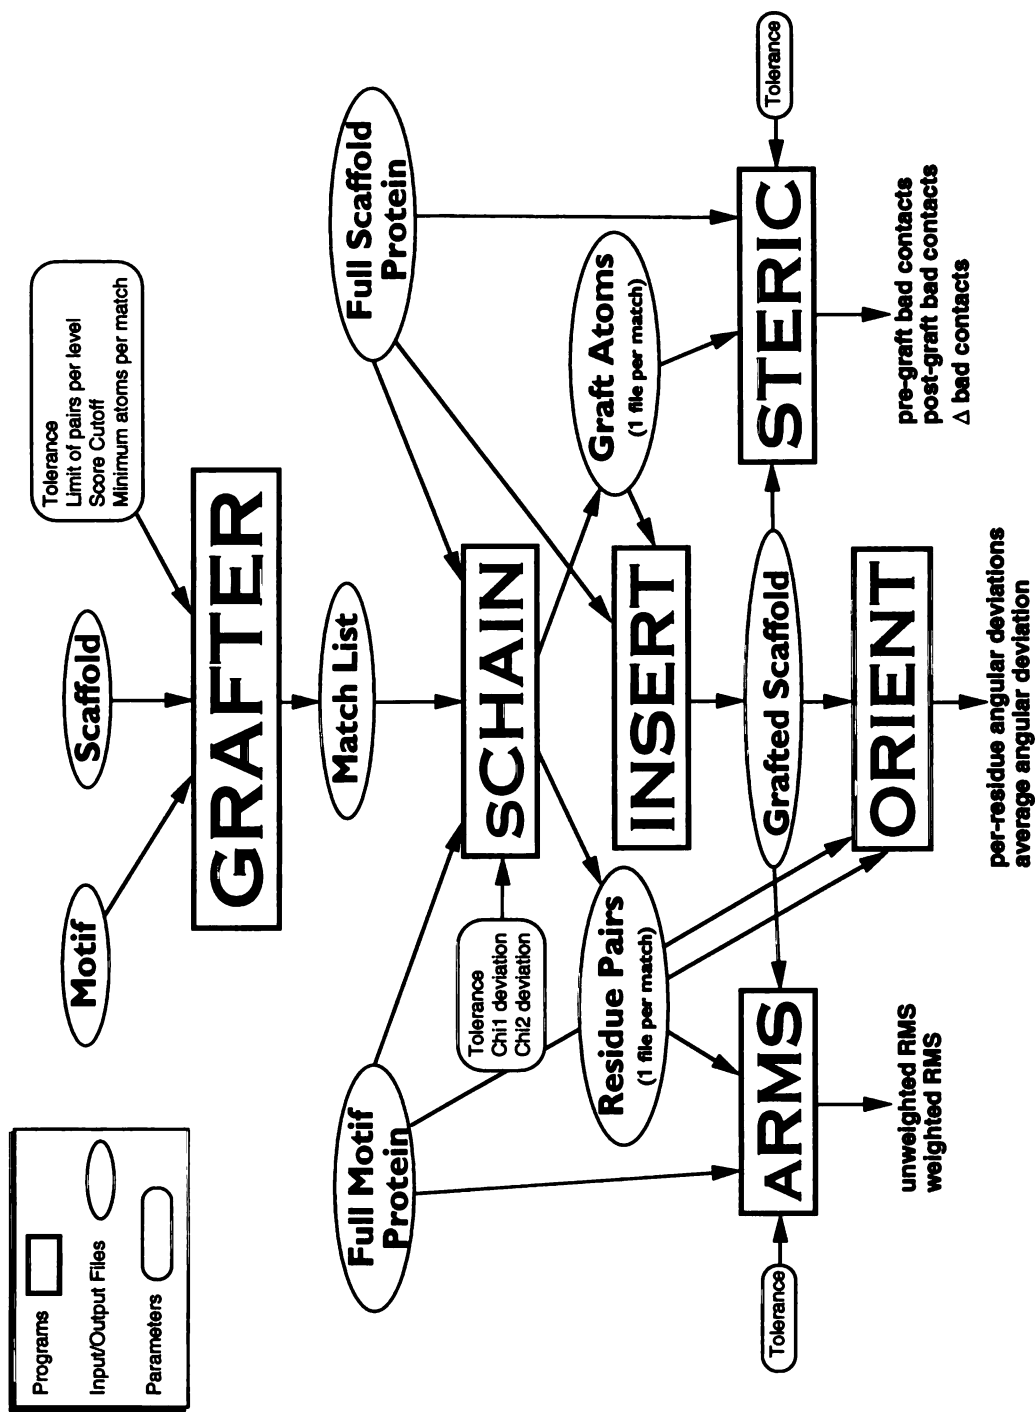 Programs
Input/Output Files
Parameters
Motif
Scaffold
Tolerance
Limit of pairs per level
Score Cutoff
Minimum atoms per match
GRAFTER
Match List
Full Motif
Protein
Full Scaffold
Protein
Tolerance
Chi1 deviation
Chi2 deviation
SCHAIN
Residue Pairs
(1 file per match)
Graft Atoms
(1 file per match)
INSERT
Tolerance
ARMS
Grafted Scaffold
STERIC
Tolerance
ORIENT
unweighted RMS
weighted RMS
pre-graft bad contacts
post-graft bad contacts
Δ bad contacts
per-residue angular deviations
average angular deviation